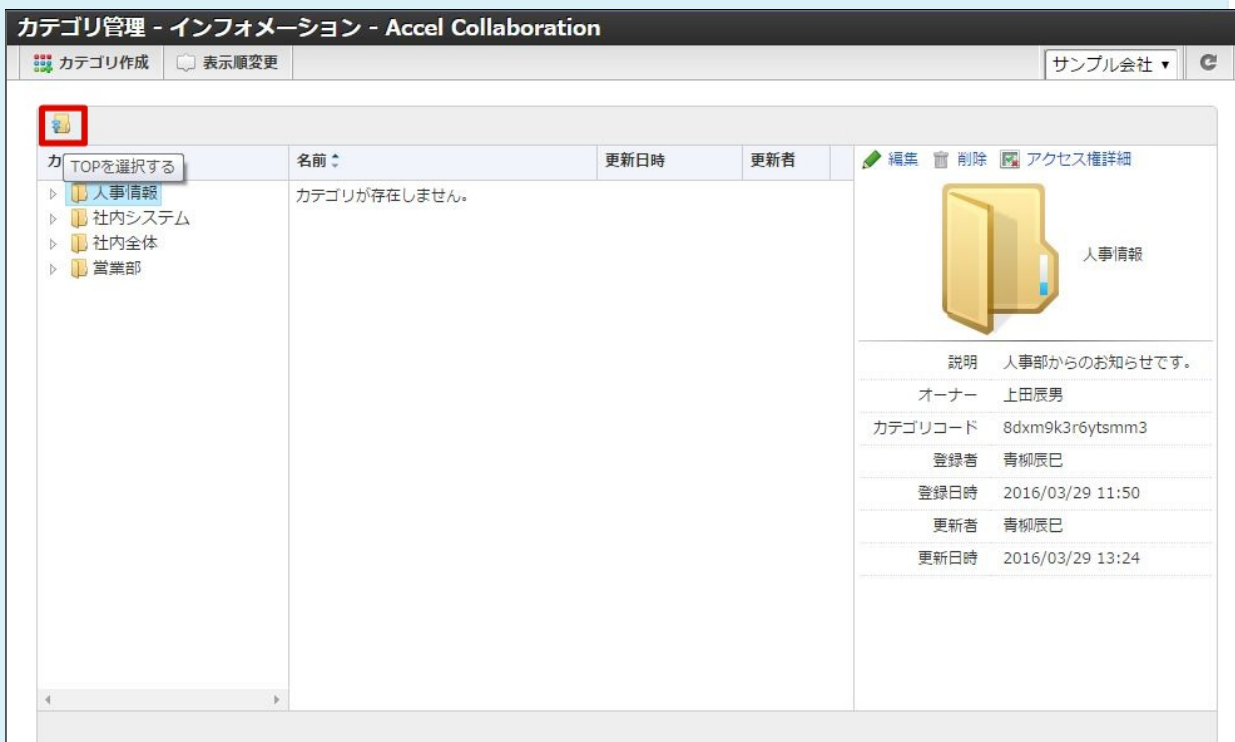 カテゴリ管理 - インフォメーション - Accel Collaboration
カテゴリ作成 表示順変更 サンプル会社 ▼
カ 名前 更新日時 更新者
TOPを選択する
編集 削除 アクセス権詳細
人事情報
社内システム
社内全体
営業部
カテゴリが存在しません。
人事情報
説明 人事部からのお知らせです。
オーナー 上田辰男
カテゴリコード 8dxm9k3r6ytsmm3
登録者 青柳辰巳
登録日時 2016/03/29 11:50
更新者 青柳辰巳
更新日時 2016/03/29 13:24